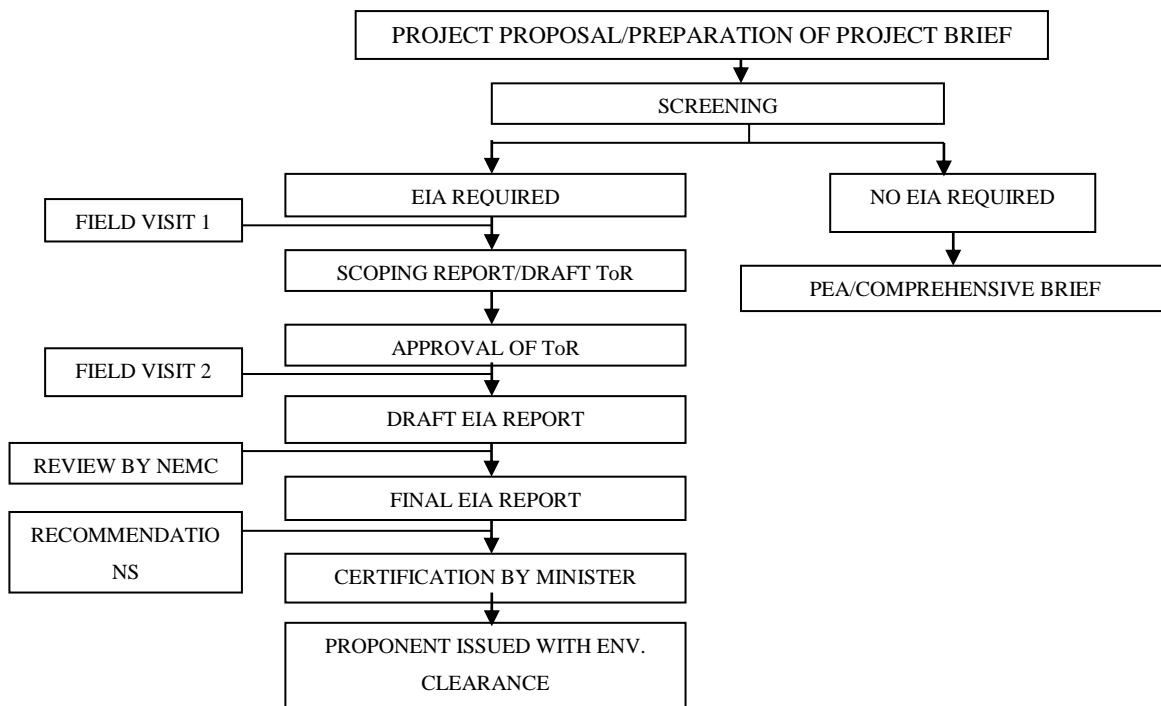 PROJECT PROPOSAL/PREPARATION OF PROJECT BRIEF
SCREENING
EIA REQUIRED
NO EIA REQUIRED
FIELD VISIT 1
SCOPING REPORT/DRAFT ToR
PEA/COMPREHENSIVE BRIEF
APPROVAL OF ToR
FIELD VISIT 2
DRAFT EIA REPORT
REVIEW BY NEMC
FINAL EIA REPORT
RECOMMENDATIO
NS
CERTIFICATION BY MINISTER
PROPONENT ISSUED WITH ENV.
CLEARANCE